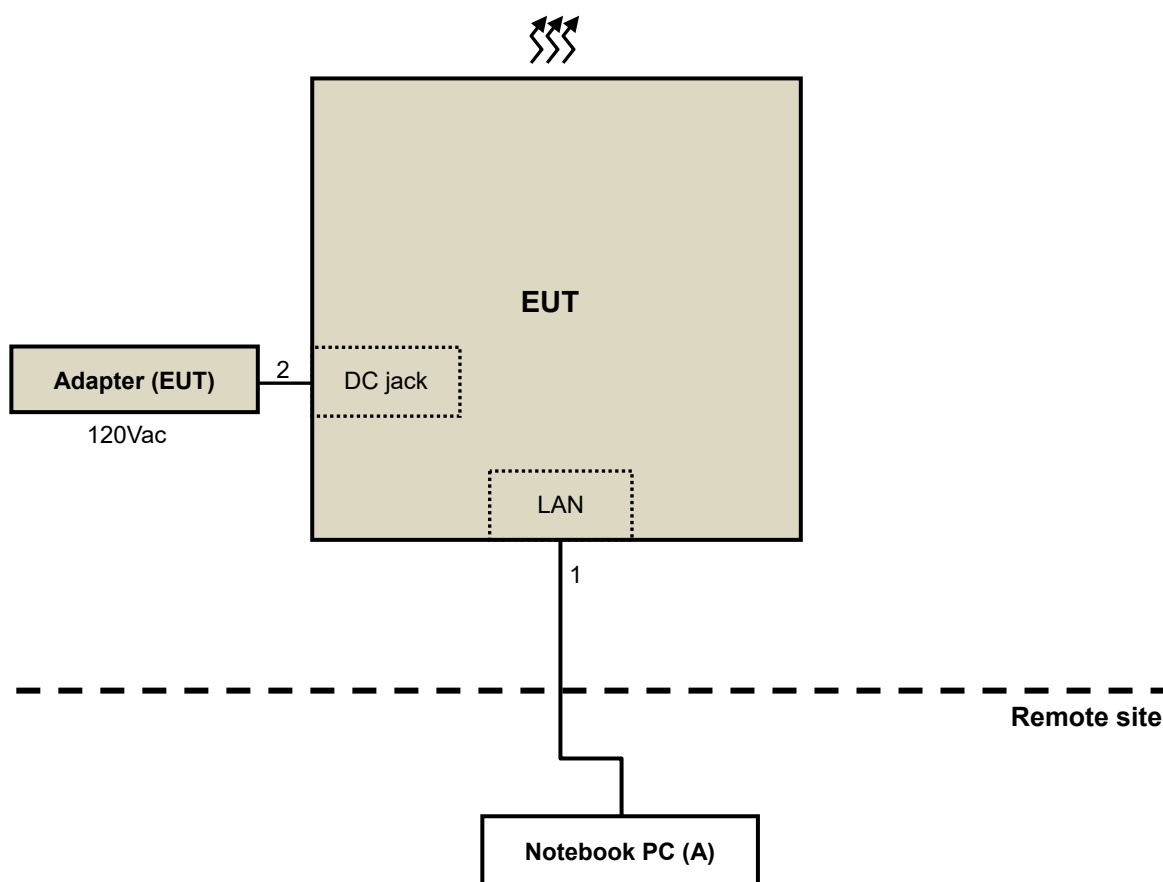 EUT
Adapter (EUT)
2
DC jack
120Vac
LAN
1
Remote site
Notebook PC (A)